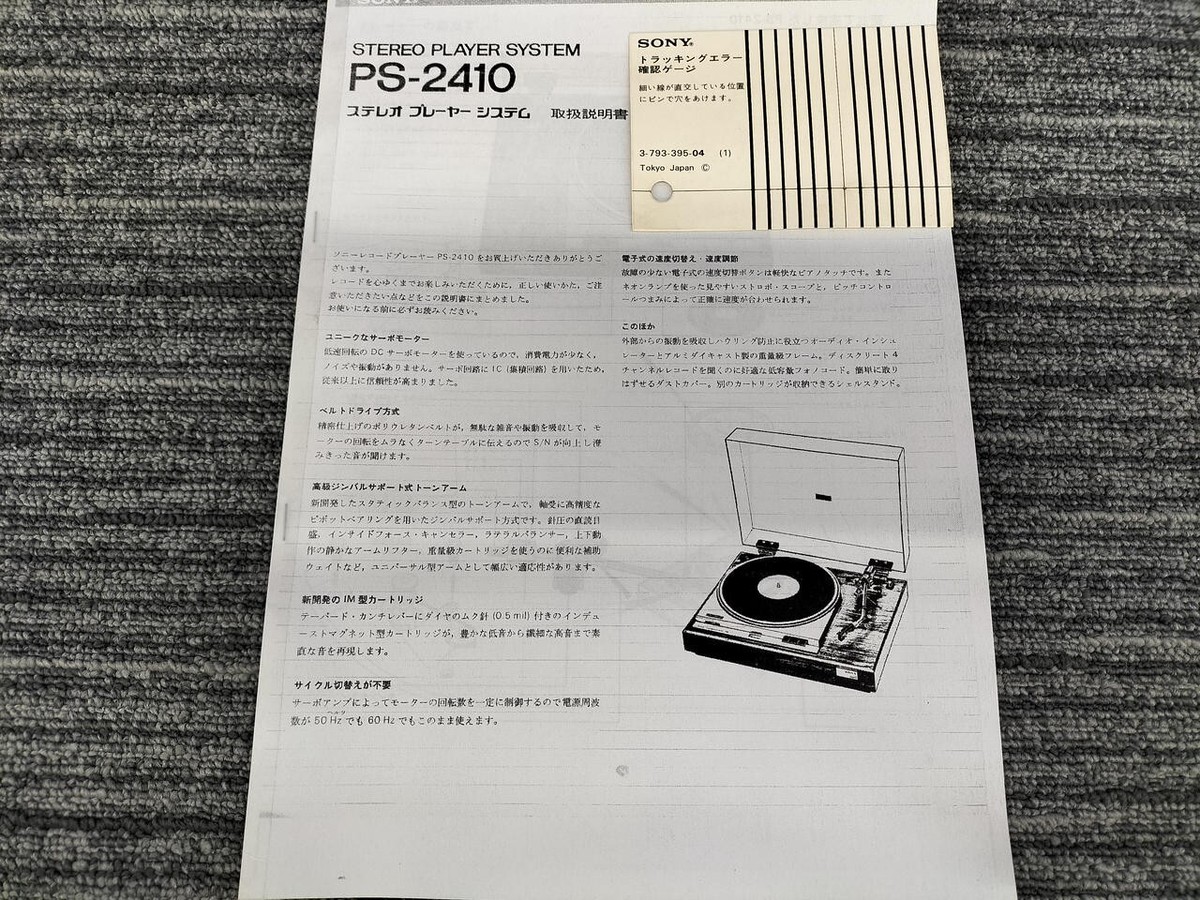 SONY
STEREO PLAYER SYSTEM
PS-2410
ステレオ プレーヤー システム 取扱説明書
SONY®
トラッキングエラー
確認ゲージ
細い線が直交している位置
にピンで穴をあけます。
3-793-395-04 (1)
Tokyo Japan ©
ソニーレコードプレーヤー PS-2410 をお買上げいただきありがとうご
ざいます。
レコードを心ゆくまでお楽しみいただくために、正しい使いかた、ご注
意いただきたい点などをこの説明書にまとめました。
お使いになる前に必ずお読みください。
ユニークなサーボモーター
低速回転の DC サーボモーターを使っているので、消費電力が少なく、
ノイズや振動がありません。サーボ回路に IC (集積回路) を用いたため、
従来以上に信頼性が高まりました。
ベルトドライブ方式
精密仕上げのポリウレタンベルトが、無駄な雑音や振動を吸収して、モ
ーターの回転をムラなくターンテーブルに伝えるので S/N が向上し澄
みきった音が聞けます。
高級ジンバルサポート式トーンアーム
新開発したスタティックバランス型のトーンアームで、軸受に高精度な
ピボットベアリングを用いたジンバルサポート方式です。針圧の直読目
盛、インサイドフォース・キャンセラー、ラテラルバランサー、上下動
作の静かなアームリフター、重量級カートリッジを使うのに便利な補助
ウェイトなど、ユニバーサル型アームとして幅広い適応性があります。
新開発の IM 型カートリッジ
テーパード・カンチレバーにダイヤのムク針 (0.5 mil) 付きのインデュ
ーストマグネット型カートリッジが、豊かな低音から繊細な高音まで素
直な音を再現します。
サイクル切替えが不要
サーボアンプによってモーターの回転数を一定に制御するので電源周波
数が 50 Hz でも 60 Hz でもこのまま使えます。
電子式の速度切替え・速度調節
故障の少ない電子式の速度切替ボタンは軽快なピアノタッチです。また
ネオンランプを使った見やすいストロボ・スコープと、ピッチコントロ
ールつまみによって正確に速度が合わせられます。
このほか
外部からの振動を吸収しハウリング防止に役立つオーディオ・インシュ
レーターとアルミダイキャスト製の重量級フレーム。ディスクリート 4
チャンネルレコードを聞くのに好適な低容量フォノコード。簡単に取り
はずせるダストカバー。別のカートリッジが収納できるシェルスタンド。